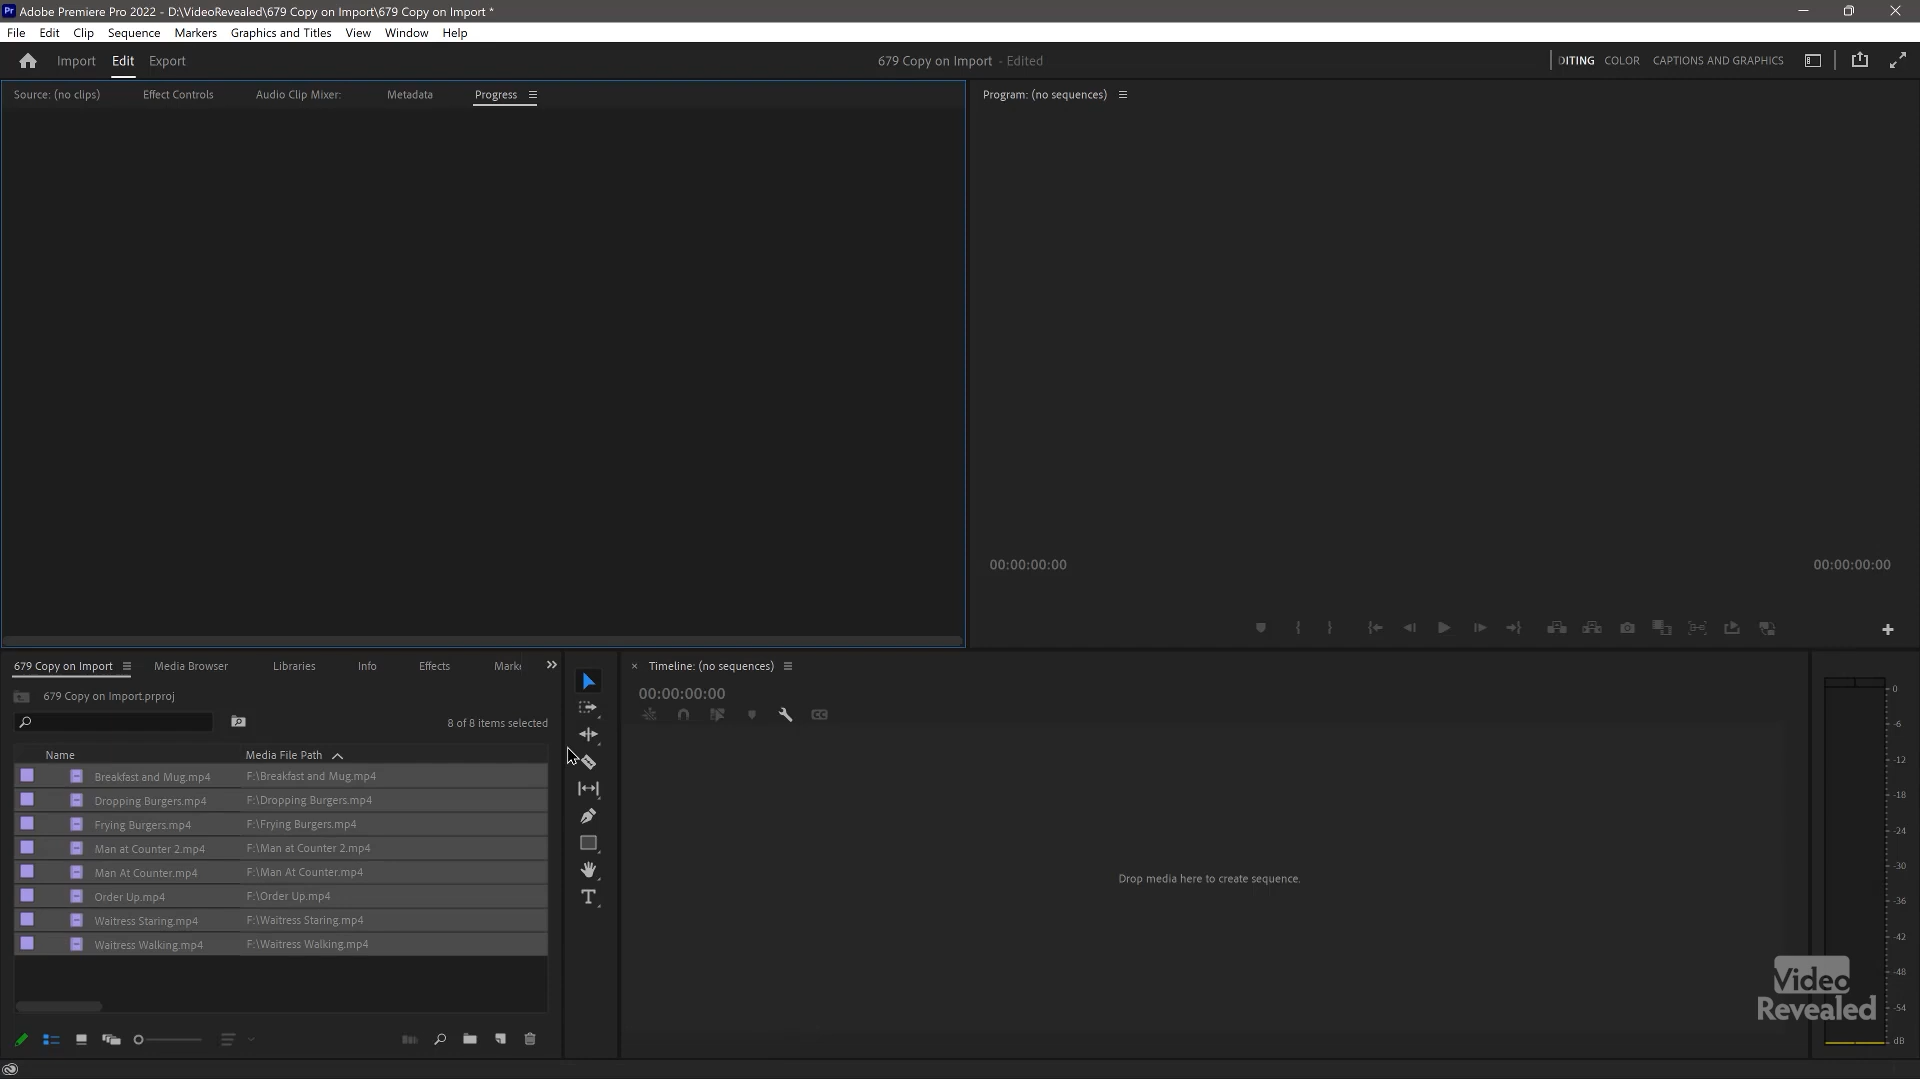 Adobe Premiere Pro 2022 - D:\VideoRevealed\679 Copy on Import\679 Copy on Import *
File Edit Clip Sequence Markers Graphics and Titles View Window Help
Import Edit Export 679 Copy on Import - Edited DITING COLOR CAPTIONS AND GRAPHICS
Source: (no clips) Effect Controls Audio Clip Mixer: Metadata Progress
Program: (no sequences)
00:00:00:00 00:00:00:00
679 Copy on Import Media Browser Libraries Info Effects Marke
679 Copy on Import.prproj
8 of 8 items selected
Name Media File Path
Breakfast and Mug.mp4 F:\Breakfast and Mug.mp4
Dropping Burgers.mp4 F:\Dropping Burgers.mp4
Frying Burgers.mp4 F:\Frying Burgers.mp4
Man at Counter 2.mp4 F:\Man at Counter 2.mp4
Man At Counter.mp4 F:\Man At Counter.mp4
Order Up.mp4 F:\Order Up.mp4
Waitress Staring.mp4 F:\Waitress Staring.mp4
Waitress Walking.mp4 F:\Waitress Walking.mp4
Timeline: (no sequences)
00:00:00:00
Drop media here to create sequence.
0
-6
-12
-18
-24
-30
-36
-42
-48
-54
dB
Video
Revealed